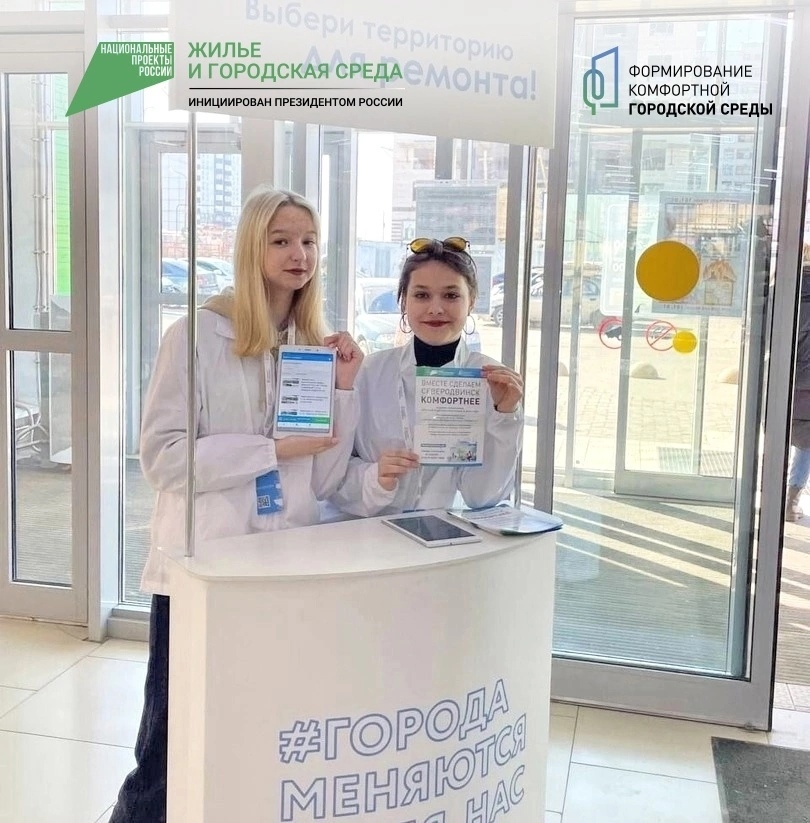 Выбери территорию
для ремонта!
НАЦИОНАЛЬНЫЕ
ПРОЕКТЫ
РОССИИ
ЖИЛЬЕ
И ГОРОДСКАЯ СРЕДА
ИНИЦИИРОВАН ПРЕЗИДЕНТОМ РОССИИ
ФОРМИРОВАНИЕ
КОМФОРТНОЙ
ГОРОДСКОЙ СРЕДЫ
ВМЕСТЕ СДЕЛАЕМ
СЕВЕРОДВИНСК
КОМФОРТНЕЕ
#ГОРОДА
МЕНЯЮТСЯ
ДЛЯ НАС